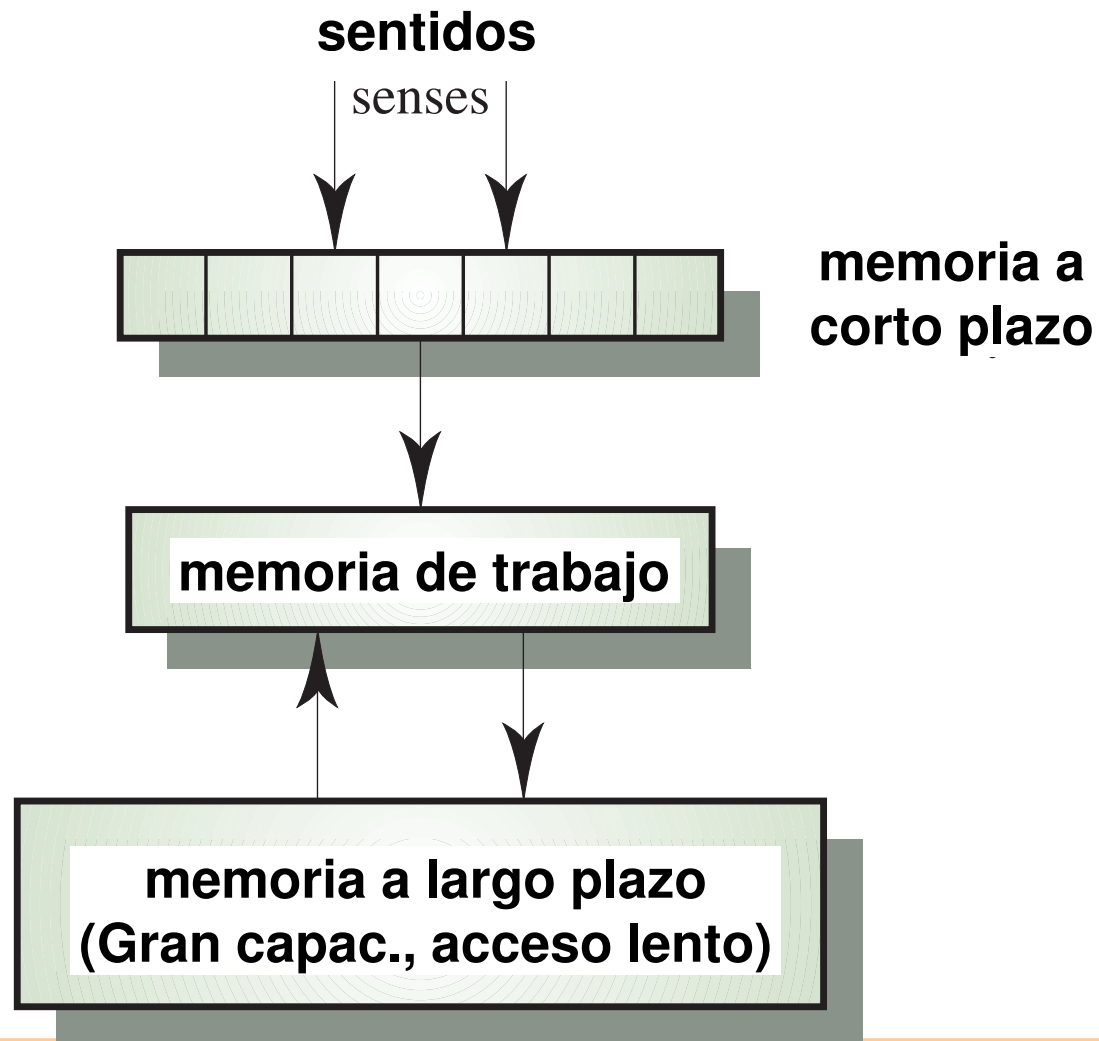 sentidos
senses
memoria a
corto plazo
memoria de trabajo
memoria a largo plazo
(Gran capac., acceso lento)